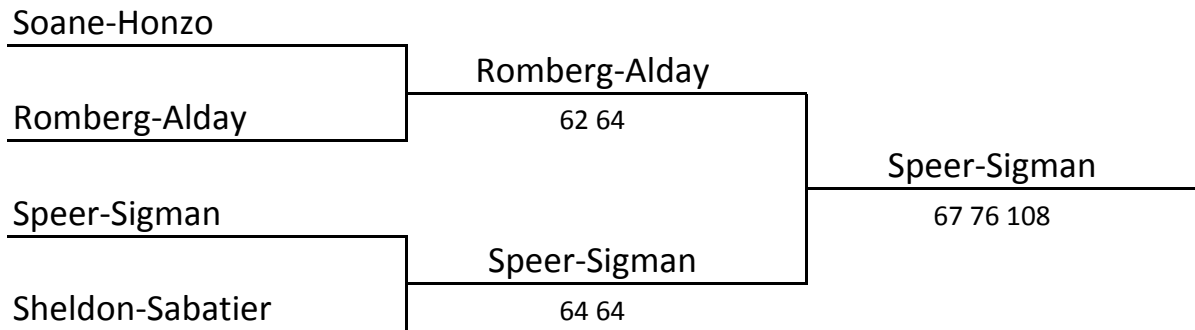 Soane-Honzo
Romberg-Alday
Romberg-Alday
62 64
Speer-Sigman
67 76 108
Speer-Sigman
Speer-Sigman
Sheldon-Sabatier
64 64